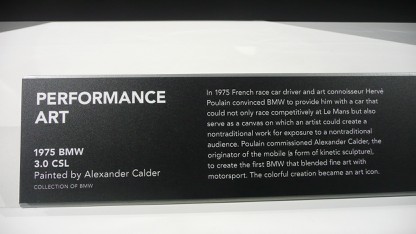 PERFORMANCE
ART
1975 BMW
3.0 CSL
Painted by Alexander Calder
COLLECTION OF BMW
In 1975 French race car driver and art connoisseur Hervé
Poulain convinced BMW to provide him with a car that
could not only race competitively at Le Mans but also
serve as a canvas on which an artist could create a
nontraditional work for exposure to a nontraditional
audience. Poulain commissioned Alexander Calder, the
originator of the mobile (a form of kinetic sculpture),
to create the first BMW that blended fine art with
motorsport. The colorful creation became an art icon.